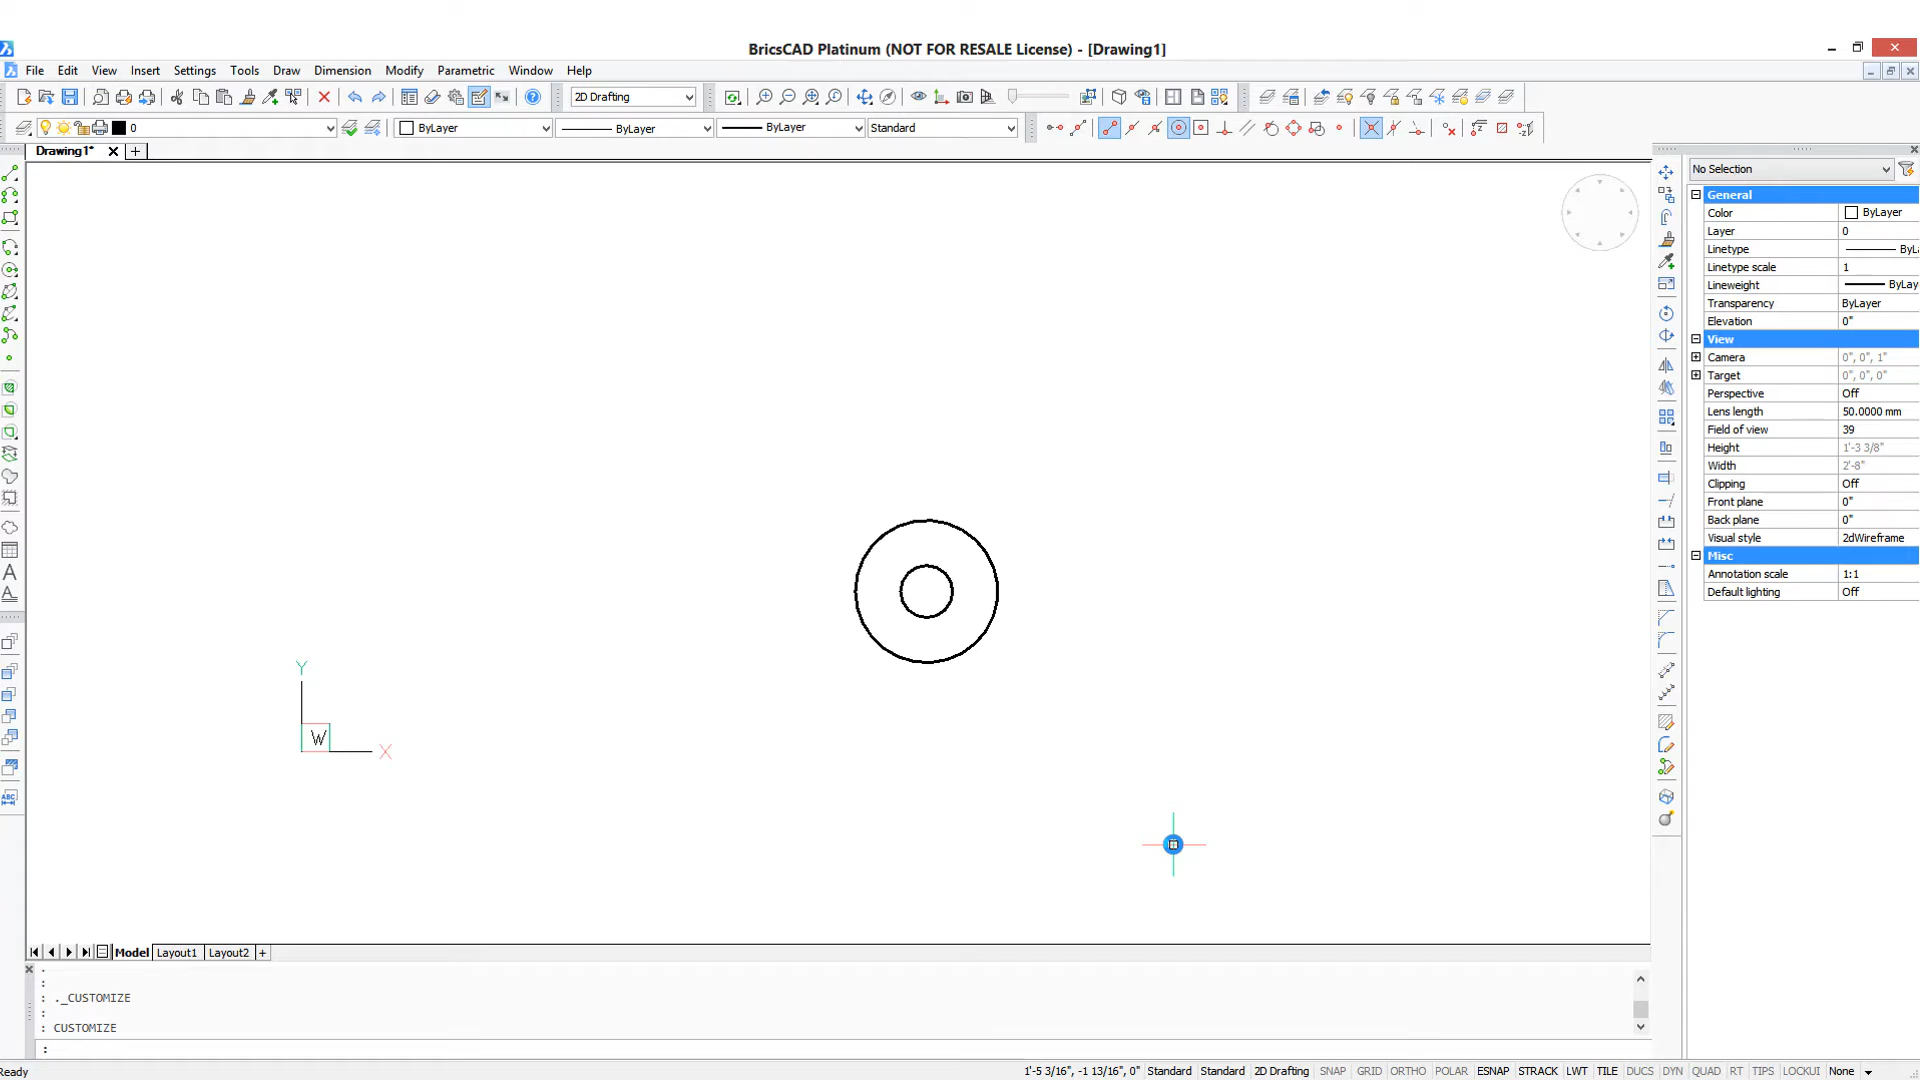 BricsCAD Platinum (NOT FOR RESALE License) - [Drawing1]
File Edit View Insert Settings Tools Draw Dimension Modify Parametric Window Help
2D Drafting
0 ByLayer ByLayer ByLayer Standard
Drawing1*
No Selection
General
Color ByLayer
Layer 0
Linetype ByLa
Linetype scale 1
Lineweight ByLay
Transparency ByLayer
Elevation 0"
View
Camera 0", 0", 1"
Target 0", 0", 0"
Perspective Off
Lens length 50.0000 mm
Field of view 39
Height 1'-3 3/8"
Width 2'-8"
Clipping Off
Front plane 0"
Back plane 0"
Visual style 2dWireframe
Misc
Annotation scale 1:1
Default lighting Off
Y
W
X
Model Layout1 Layout2 +
:
:
: ._CUSTOMIZE
:
: CUSTOMIZE
:
Ready 1'-5 3/16", -1 13/16", 0" Standard Standard 2D Drafting SNAP GRID ORTHO POLAR ESNAP STRACK LWT TILE DUCS DYN QUAD RT TIPS LOCKUI None